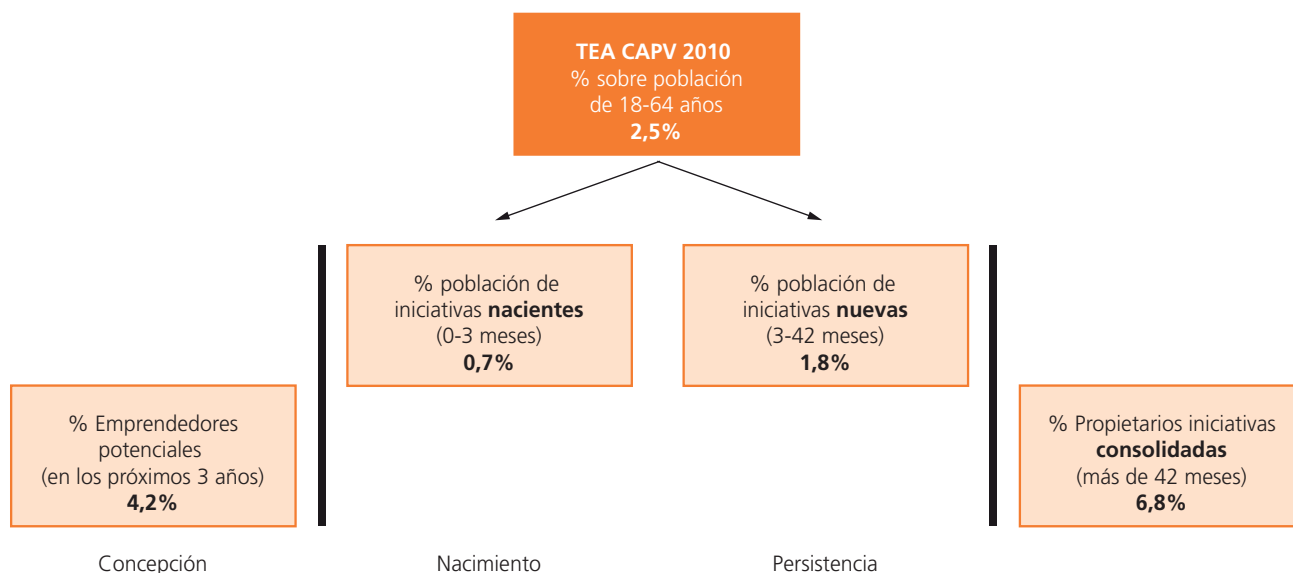 TEA CAPV 2010
% sobre población
de 18-64 años
2,5%
% población de
iniciativas nacientes
(0-3 meses)
0,7%
% población de
iniciativas nuevas
(3-42 meses)
1,8%
% Emprendedores
potenciales
(en los próximos 3 años)
4,2%
% Propietarios iniciativas
consolidadas
(más de 42 meses)
6,8%
Concepción
Nacimiento
Persistencia